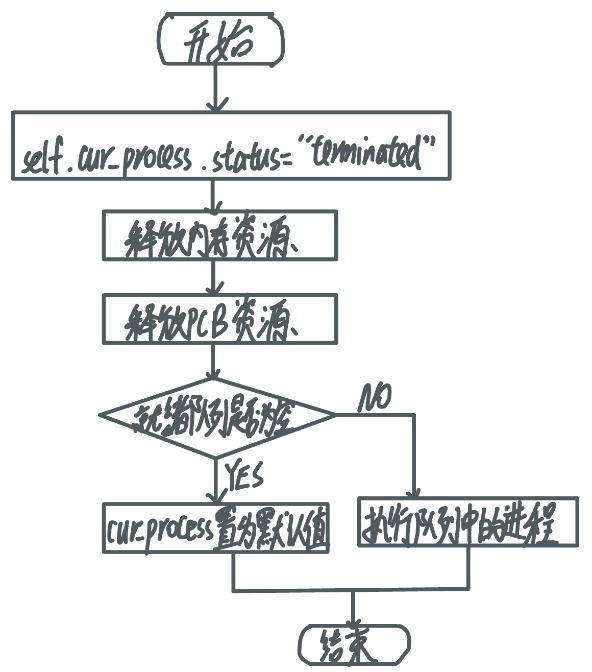 开始
self.cur_process.status="terminated"
释放内存资源、
释放PCB资源、
就绪队列是否为空
NO
YES
cur_process置为默认值
执行队列中的进程
结束